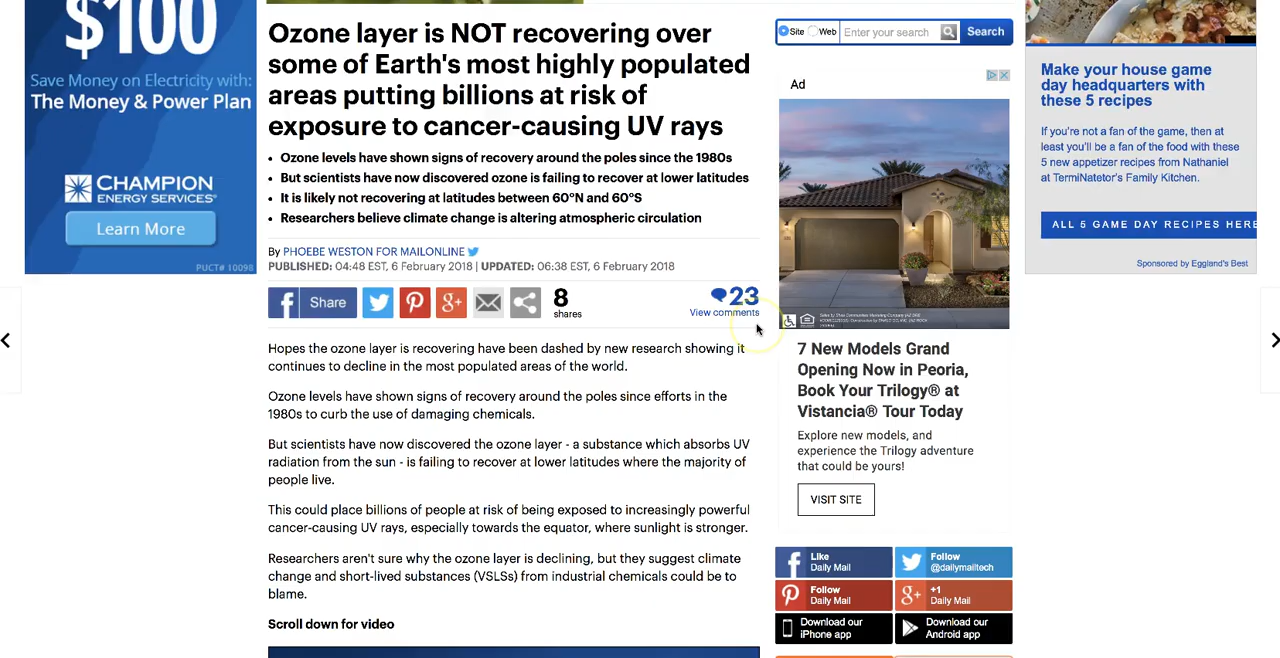 $100
Save Money on Electricity with:
The Money & Power Plan
CHAMPION
ENERGY SERVICES®
Learn More
PUCT# 10098
Ozone layer is NOT recovering over
some of Earth's most highly populated
areas putting billions at risk of
exposure to cancer-causing UV rays
• Ozone levels have shown signs of recovery around the poles since the 1980s
• But scientists have now discovered ozone is failing to recover at lower latitudes
• It is likely not recovering at latitudes between 60°N and 60°S
• Researchers believe climate change is altering atmospheric circulation
By PHOEBE WESTON FOR MAILONLINE
PUBLISHED: 04:48 EST, 6 February 2018 | UPDATED: 06:38 EST, 6 February 2018
Share
8
shares
23
View comments
Hopes the ozone layer is recovering have been dashed by new research showing it
continues to decline in the most populated areas of the world.
Ozone levels have shown signs of recovery around the poles since efforts in the
1980s to curb the use of damaging chemicals.
But scientists have now discovered the ozone layer - a substance which absorbs UV
radiation from the sun - is failing to recover at lower latitudes where the majority of
people live.
This could place billions of people at risk of being exposed to increasingly powerful
cancer-causing UV rays, especially towards the equator, where sunlight is stronger.
Researchers aren't sure why the ozone layer is declining, but they suggest climate
change and short-lived substances (VSLSs) from industrial chemicals could be to
blame.
Scroll down for video
Site Web Enter your search Search
Ad
7 New Models Grand
Opening Now in Peoria,
Book Your Trilogy® at
Vistancia® Tour Today
Explore new models, and
experience the Trilogy adventure
that could be yours!
VISIT SITE
Like
Daily Mail
Follow
@dailymailtech
Follow
Daily Mail
+1
Daily Mail
Download our
iPhone app
Download our
Android app
Make your house game
day headquarters with
these 5 recipes
If you're not a fan of the game, then at
least you'll be a fan of the food with these
5 new appetizer recipes from Nathaniel
at TermiNatetor's Family Kitchen.
ALL 5 GAME DAY RECIPES HERE
Sponsored by Eggland's Best